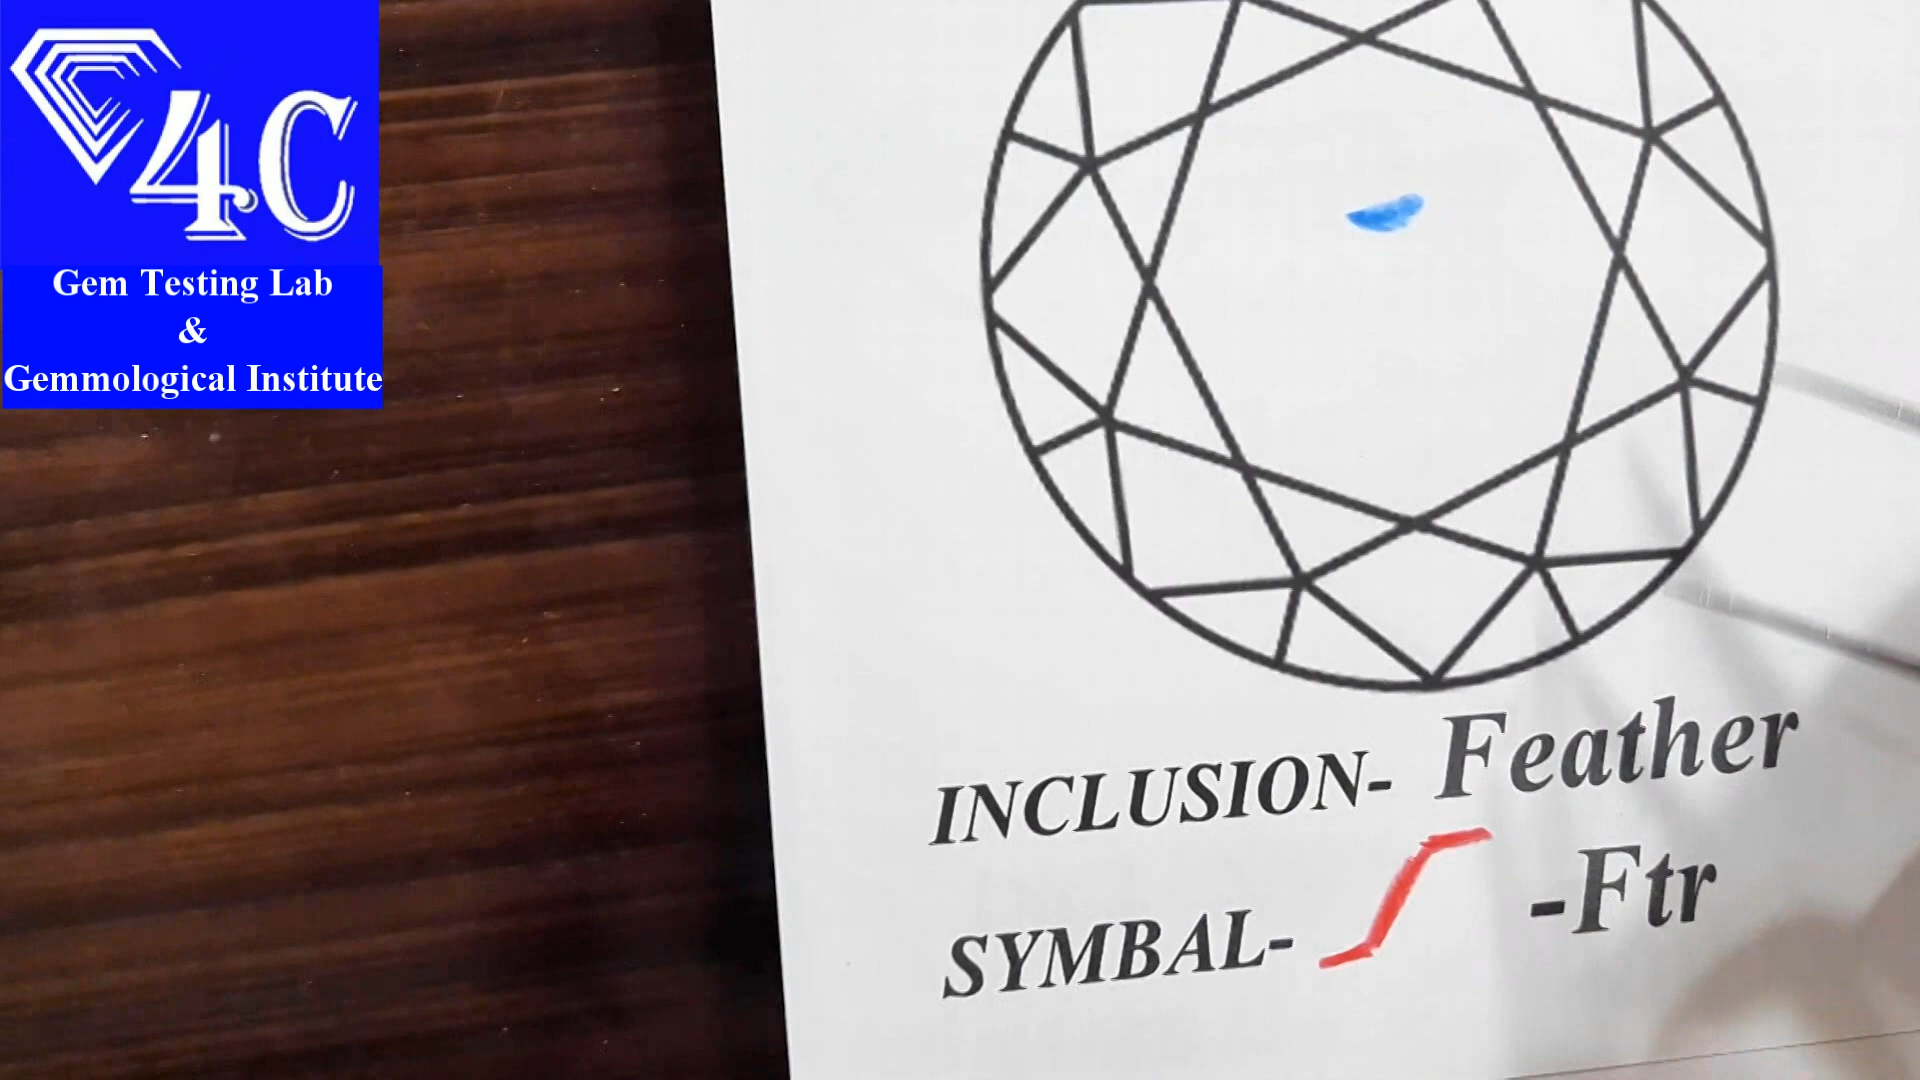 4C
Gem Testing Lab
&
Gemmological Institute
INCLUSION- Feather
SYMBAL- -Ftr